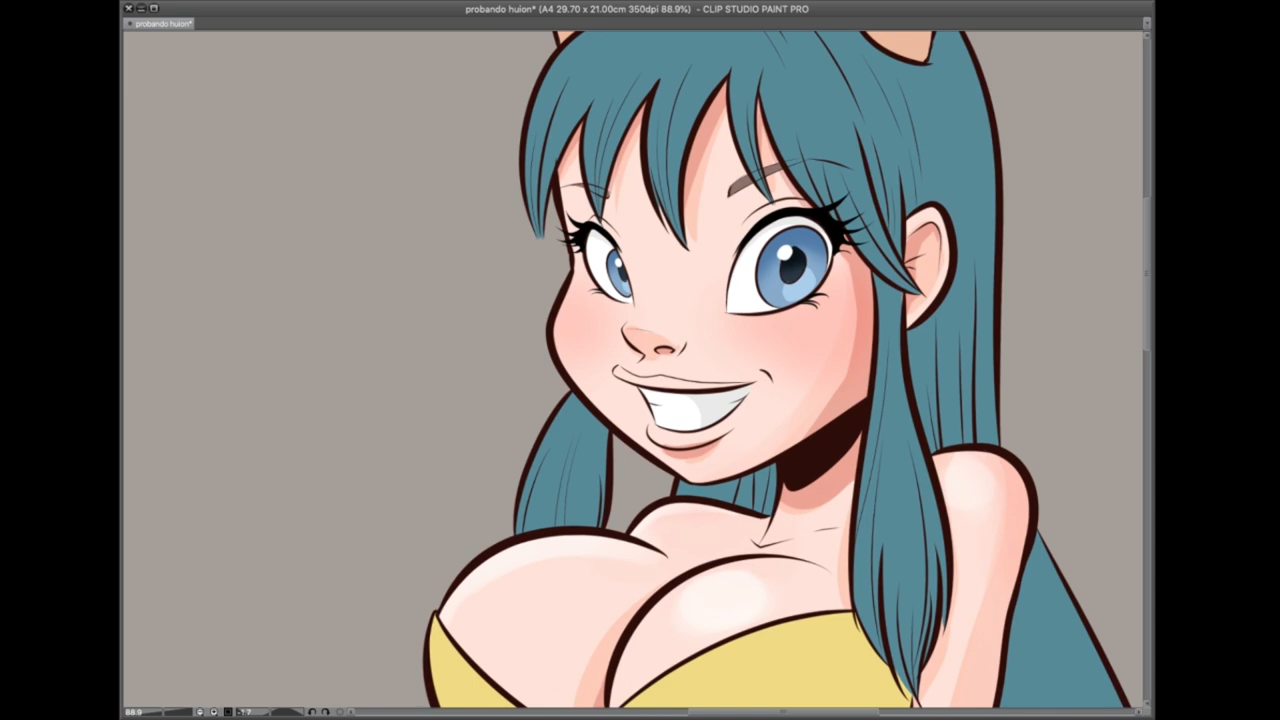 probando huion* (A4 29.70 x 21.00cm 350dpi 88.9%) - CLIP STUDIO PAINT PRO
probando huion*
88.9